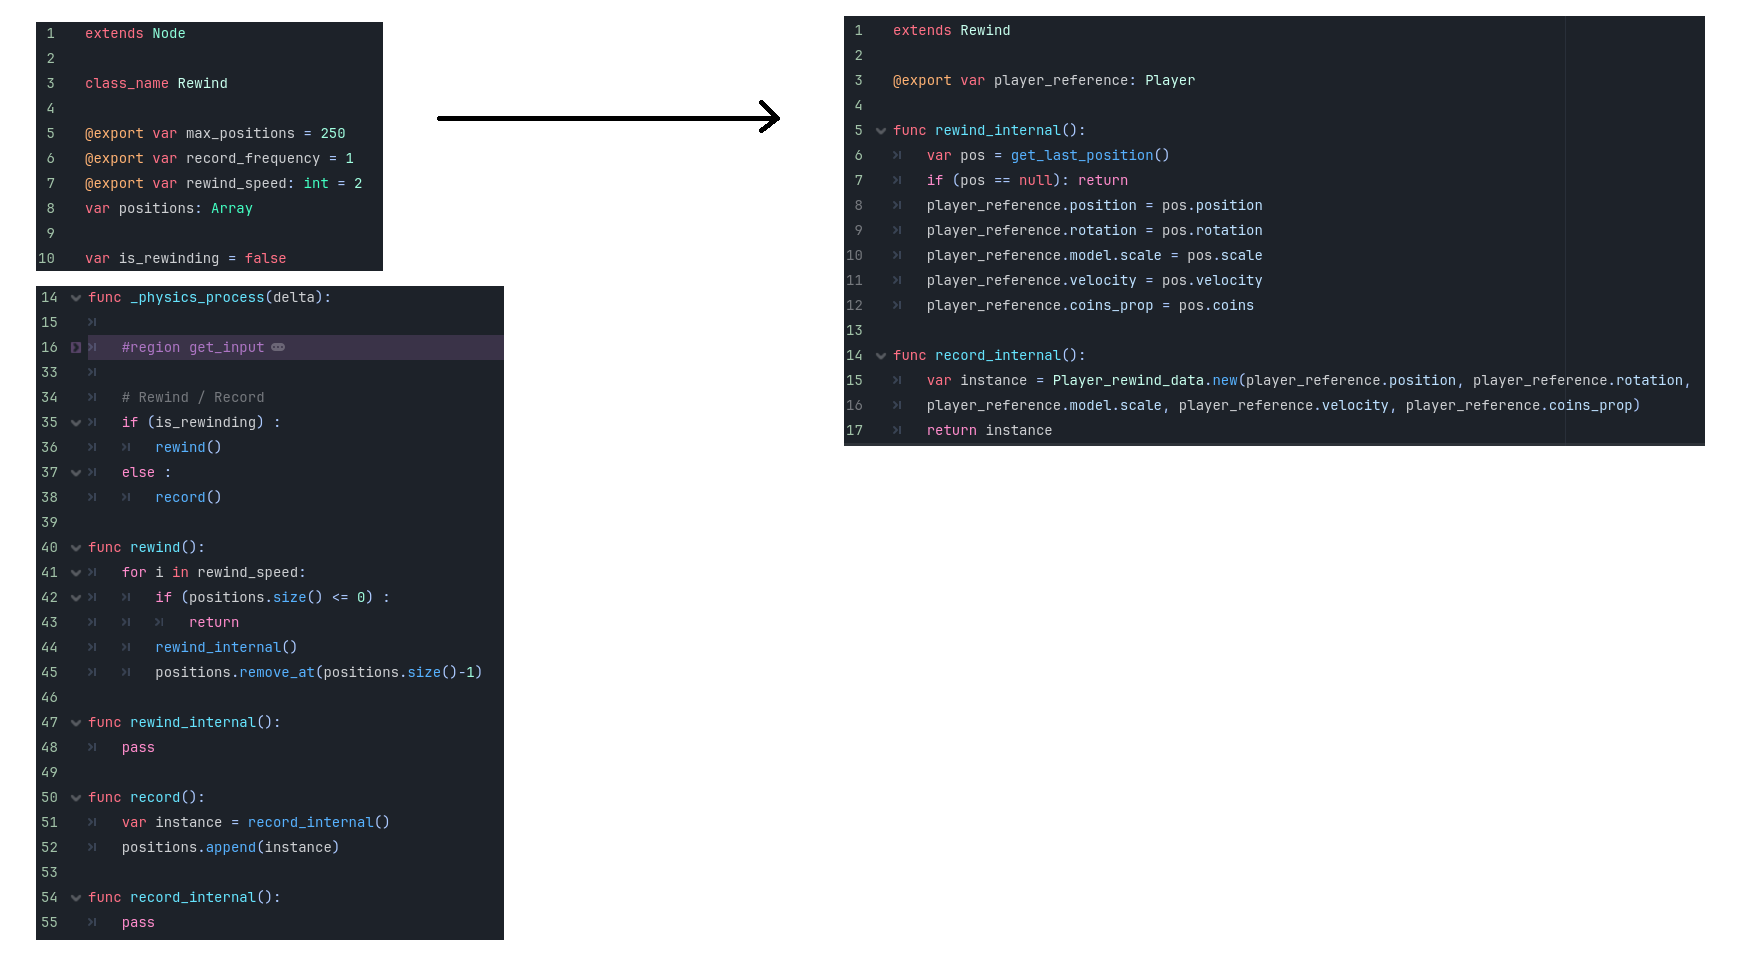 1 extends Node
2
3 class_name Rewind
4
5 @export var max_positions = 250
6 @export var record_frequency = 1
7 @export var rewind_speed: int = 2
8 var positions: Array
9
10 var is_rewinding = false
14 func _physics_process(delta):
15
16 #region get_input
33
34 # Rewind / Record
35 if (is_rewinding) :
36 rewind()
37 else :
38 record()
39
40 func rewind():
41 for i in rewind_speed:
42 if (positions.size() <= 0) :
43 return
44 rewind_internal()
45 positions.remove_at(positions.size()-1)
46
47 func rewind_internal():
48 pass
49
50 func record():
51 var instance = record_internal()
52 positions.append(instance)
53
54 func record_internal():
55 pass
1 extends Rewind
2
3 @export var player_reference: Player
4
5 func rewind_internal():
6 var pos = get_last_position()
7 if (pos == null): return
8 player_reference.position = pos.position
9 player_reference.rotation = pos.rotation
10 player_reference.model.scale = pos.scale
11 player_reference.velocity = pos.velocity
12 player_reference.coins_prop = pos.coins
13
14 func record_internal():
15 var instance = Player_rewind_data.new(player_reference.position, player_reference.rotation,
16 player_reference.model.scale, player_reference.velocity, player_reference.coins_prop)
17 return instance